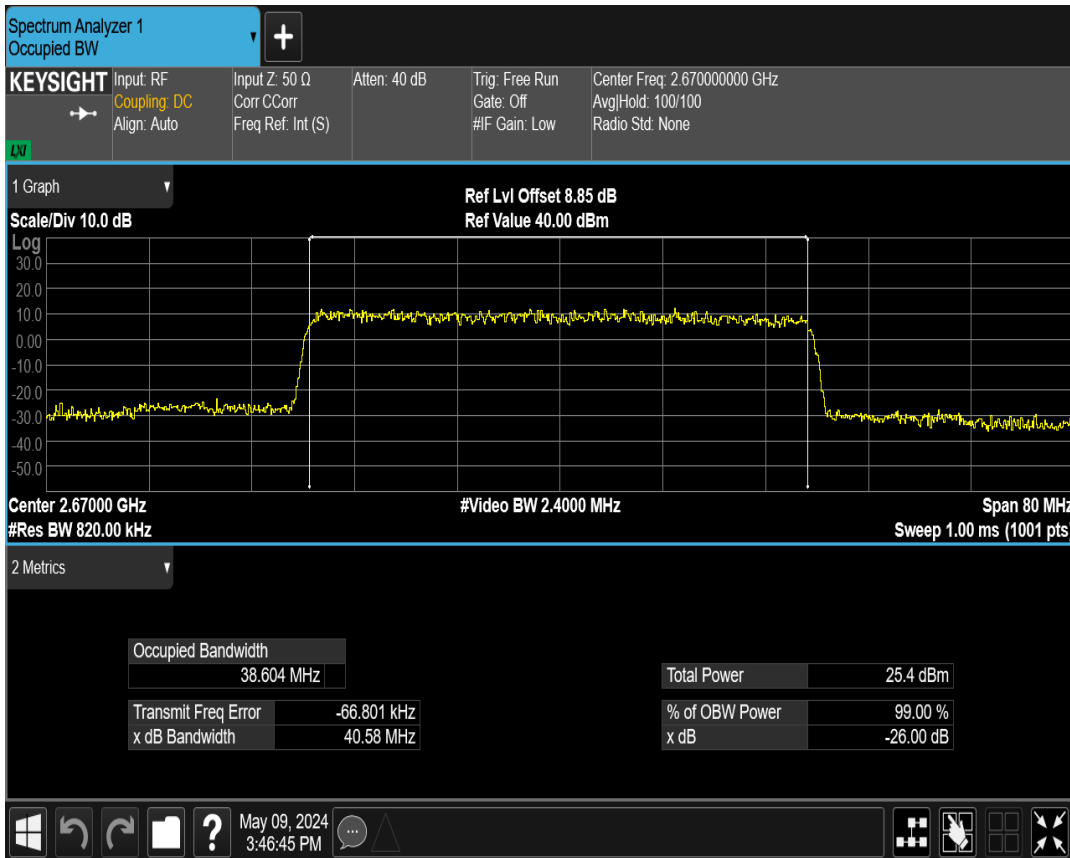 Spectrum Analyzer 1
Occupied BW
+
KEYSIGHT
LXI
Input: RF
Coupling: DC
Align: Auto
Input Z: 50 Ω
Corr CCorr
Freq Ref: Int (S)
Atten: 40 dB
Trig: Free Run
Gate: Off
#IF Gain: Low
Center Freq: 2.670000000 GHz
Avg|Hold: 100/100
Radio Std: None
1 Graph
Scale/Div 10.0 dB
Ref Lvl Offset 8.85 dB
Ref Value 40.00 dBm
Log
30.0
20.0
10.0
0.00
-10.0
-20.0
-30.0
-40.0
-50.0
Center 2.67000 GHz
#Video BW 2.4000 MHz
Span 80 MHz
#Res BW 820.00 kHz
Sweep 1.00 ms (1001 pts)
2 Metrics
Occupied Bandwidth
38.604 MHz
Transmit Freq Error -66.801 kHz
x dB Bandwidth 40.58 MHz
Total Power 25.4 dBm
% of OBW Power 99.00 %
x dB -26.00 dB
?
May 09, 2024
3:46:45 PM